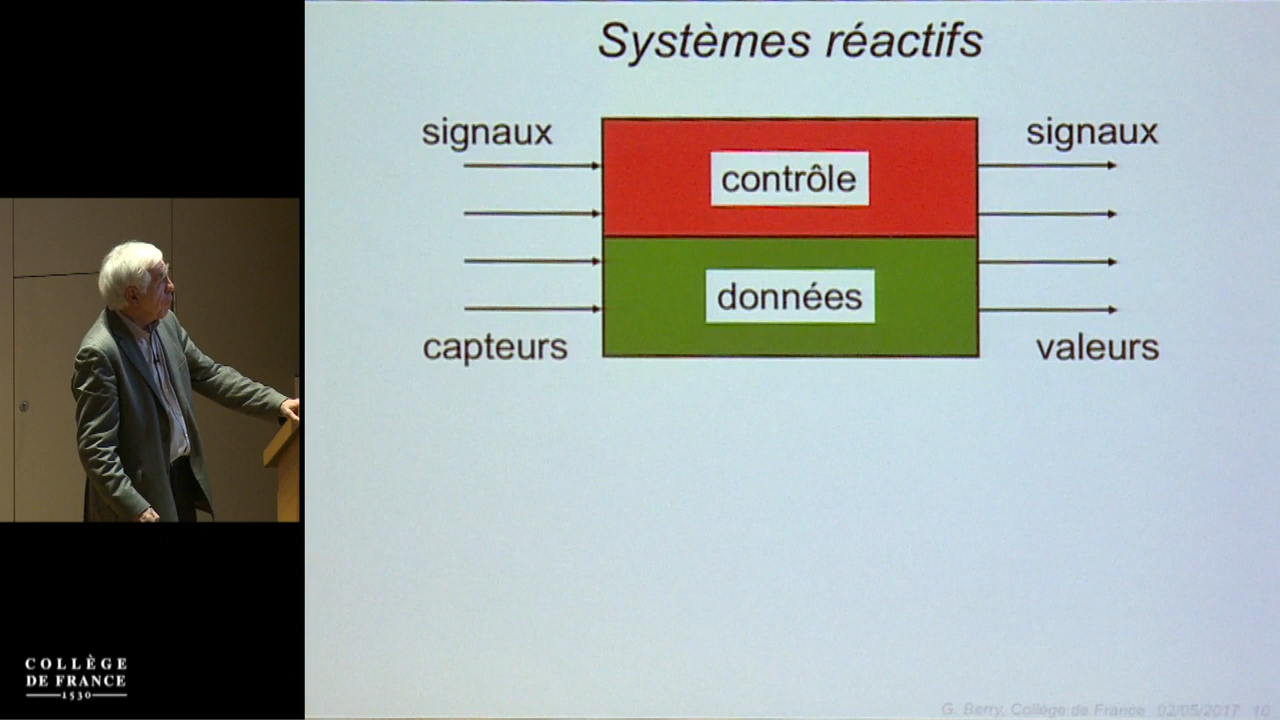 Systèmes réactifs
signaux
signaux
contrôle
données
capteurs
valeurs
COLLÈGE
DE FRANCE
1530
G. Berry, Collège de France 02/05/2017 10